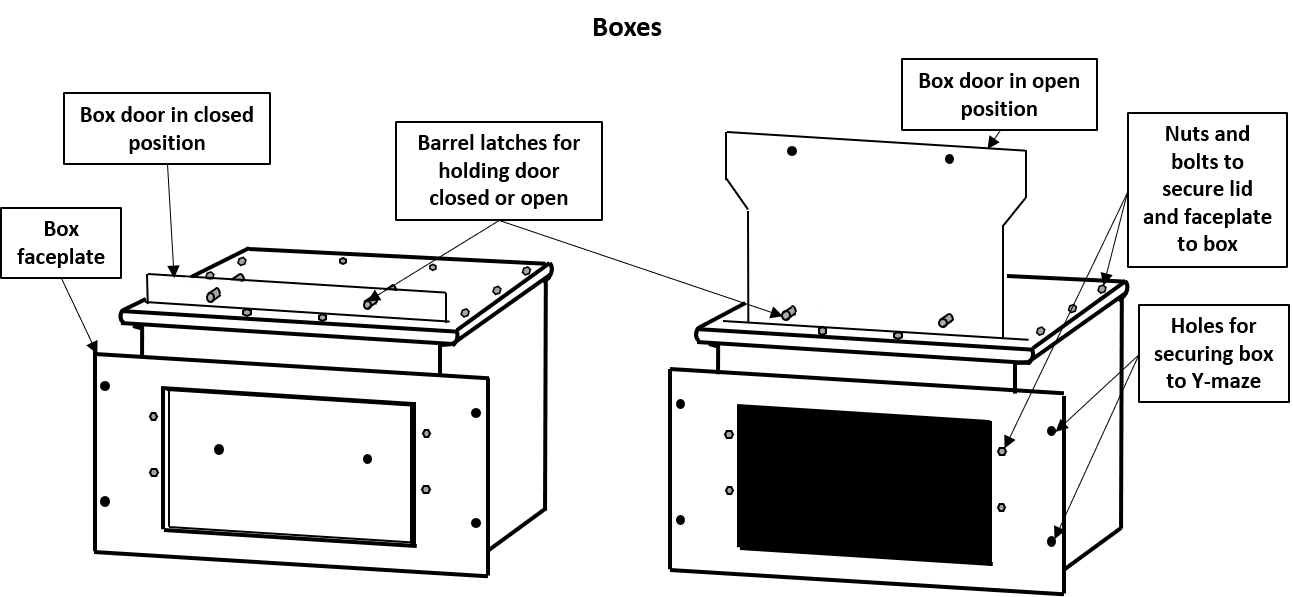 Boxes
Box door in closed
position
Barrel latches for
holding door
closed or open
Box door in open
position
Nuts and
bolts to
secure lid
and faceplate
to box
Box
faceplate
Holes for
securing box
to Y-maze